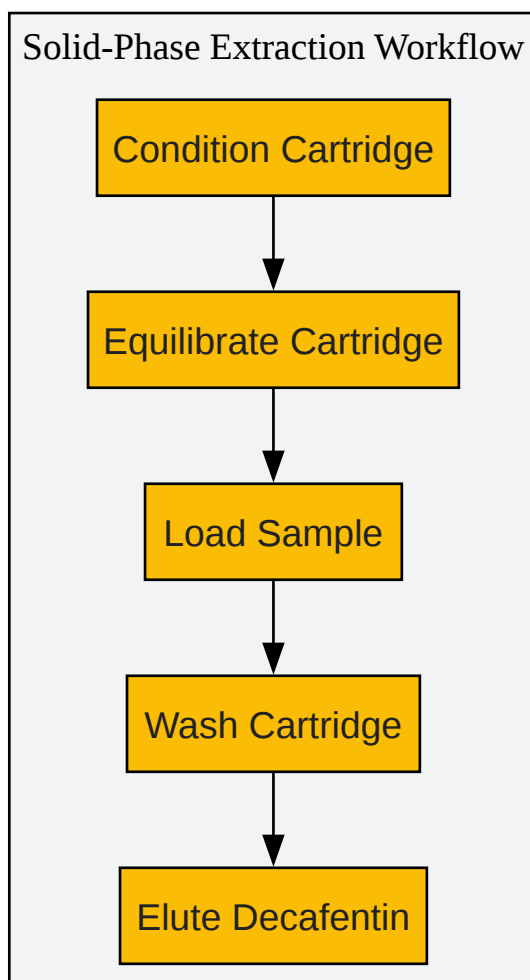 Solid-Phase Extraction Workflow
Condition Cartridge
Equilibrate Cartridge
Load Sample
Wash Cartridge
Elute Decafentin